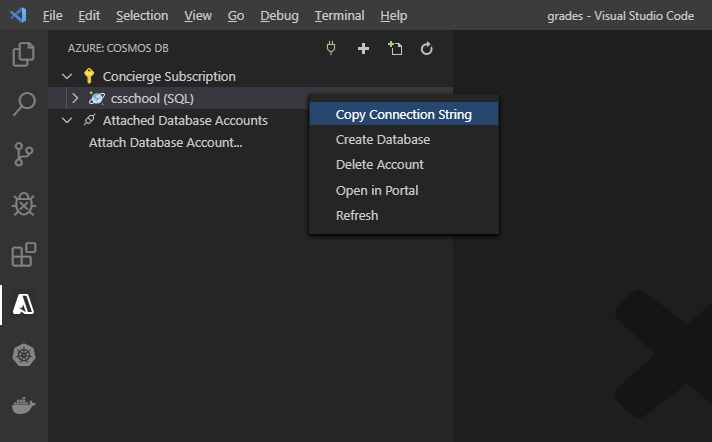 File Edit Selection View Go Debug Terminal Help grades - Visual Studio Code
AZURE: COSMOS DB
Concierge Subscription
csschool (SQL)
Attached Database Accounts
Attach Database Account...
Copy Connection String
Create Database
Delete Account
Open in Portal
Refresh